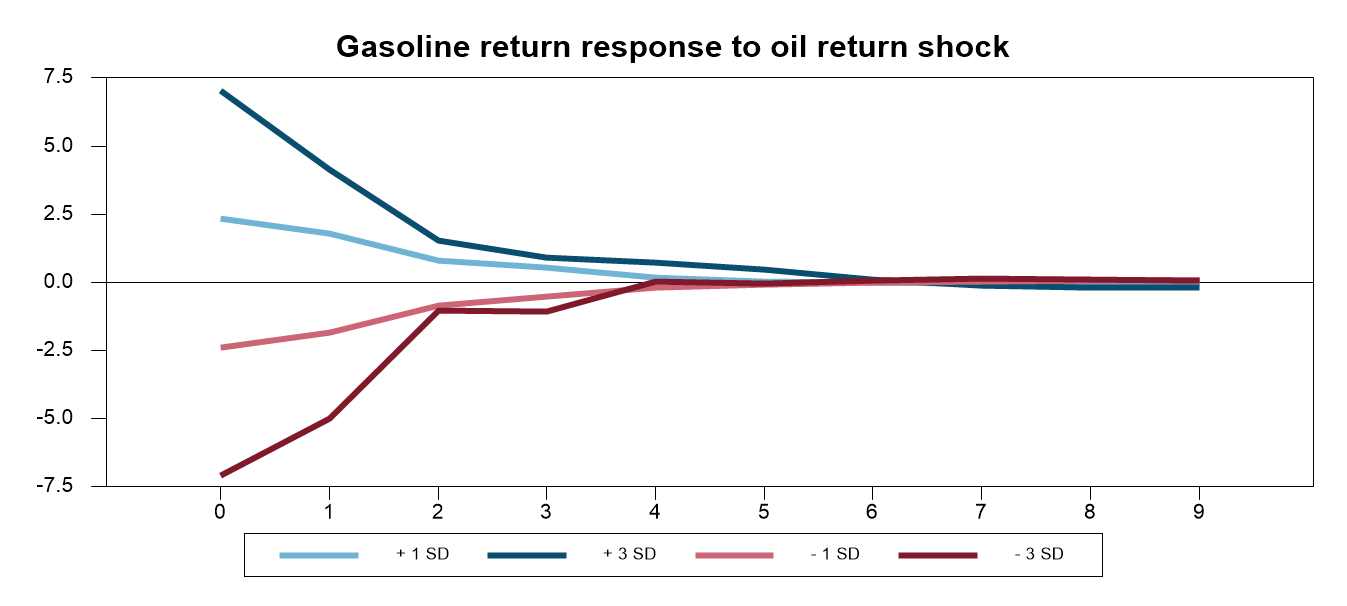 Gasoline return response to oil return shock
7.5
5.0
2.5
0.0
-2.5
-5.0
-7.5
0 1 2 3 4 5 6 7 8 9
+ 1 SD + 3 SD - 1 SD - 3 SD